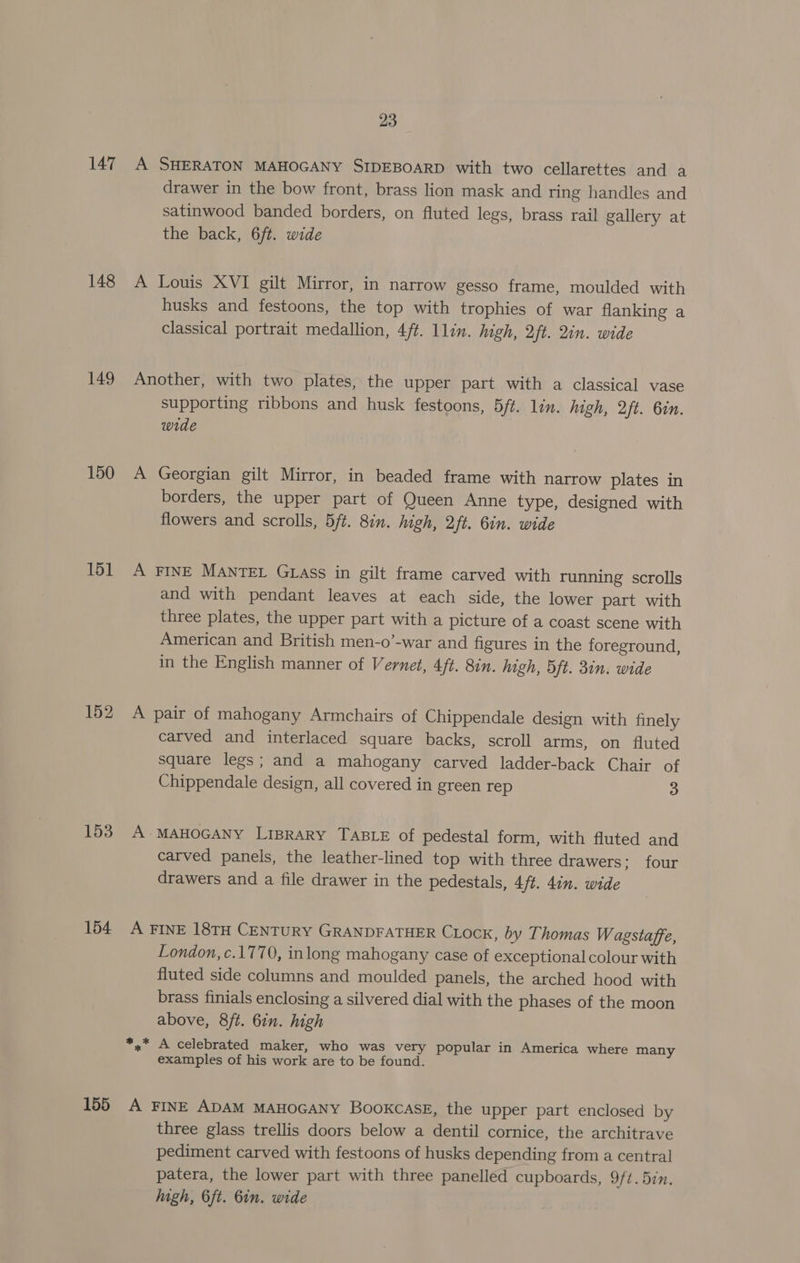 23
147 A SHERATON MAHOGANY SIDEBOARD with two cellarettes and a
drawer in the bow front, brass lion mask and ring handles and
satinwood banded borders, on fluted legs, brass rail gallery at
the back, 6ft. wide
148 A Louis XVI gilt Mirror, in narrow gesso frame, moulded with
husks and festoons, the top with trophies of war flanking a
classical portrait medallion, 4ft. 11in. high, 2ft. 2in. wide
149 Another, with two plates, the upper part with a classical vase
supporting ribbons and husk festoons, 5ft. 1in. high, 2ft. 6in.
wide
150 A Georgian gilt Mirror, in beaded frame with narrow plates in
borders, the upper part of Queen Anne type, designed with
flowers and scrolls, 5ft. 8in. high, 2ft. 6in. wide
151 A FINE MANTEL GLASS in gilt frame carved with running scrolls
and with pendant leaves at each side, the lower part with
three plates, the upper part with a picture of a coast scene with
American and British men-o'-war and figures in the foreground,
in the English manner of Vernet, 4ft. 8in. high, 5ft. 3in. wide
152 A pair of mahogany Armchairs of Chippendale design with finely
carved and interlaced square backs, scroll arms, on fluted
square legs; and a mahogany carved ladder-back Chair of
Chippendale design, all covered in green rep 3
153 A MAHOGANY LIBRARY TABLE of pedestal form, with fluted and
carved panels, the leather-lined top with three drawers; four
drawers and a file drawer in the pedestals, 4ft. 4in. wide
154 A FINE 18TH CENTURY GRANDFATHER CLOCK, by Thomas Wagstaffe,
London, c.1770, in long mahogany case of exceptional colour with
fluted side columns and moulded panels, the arched hood with
brass finials enclosing a silvered dial with the phases of the moon
above, 8ft. 6in. high
*** A celebrated maker, who was very popular in America where many
examples of his work are to be found.
155 A FINE ADAM MAHOGANY BOOKCASE, the upper part enclosed by
three glass trellis doors below a dentil cornice, the architrave
pediment carved with festoons of husks depending from a central
patera, the lower part with three panelled cupboards, 9ft. 5in.
high, 6ft. 6in. wide